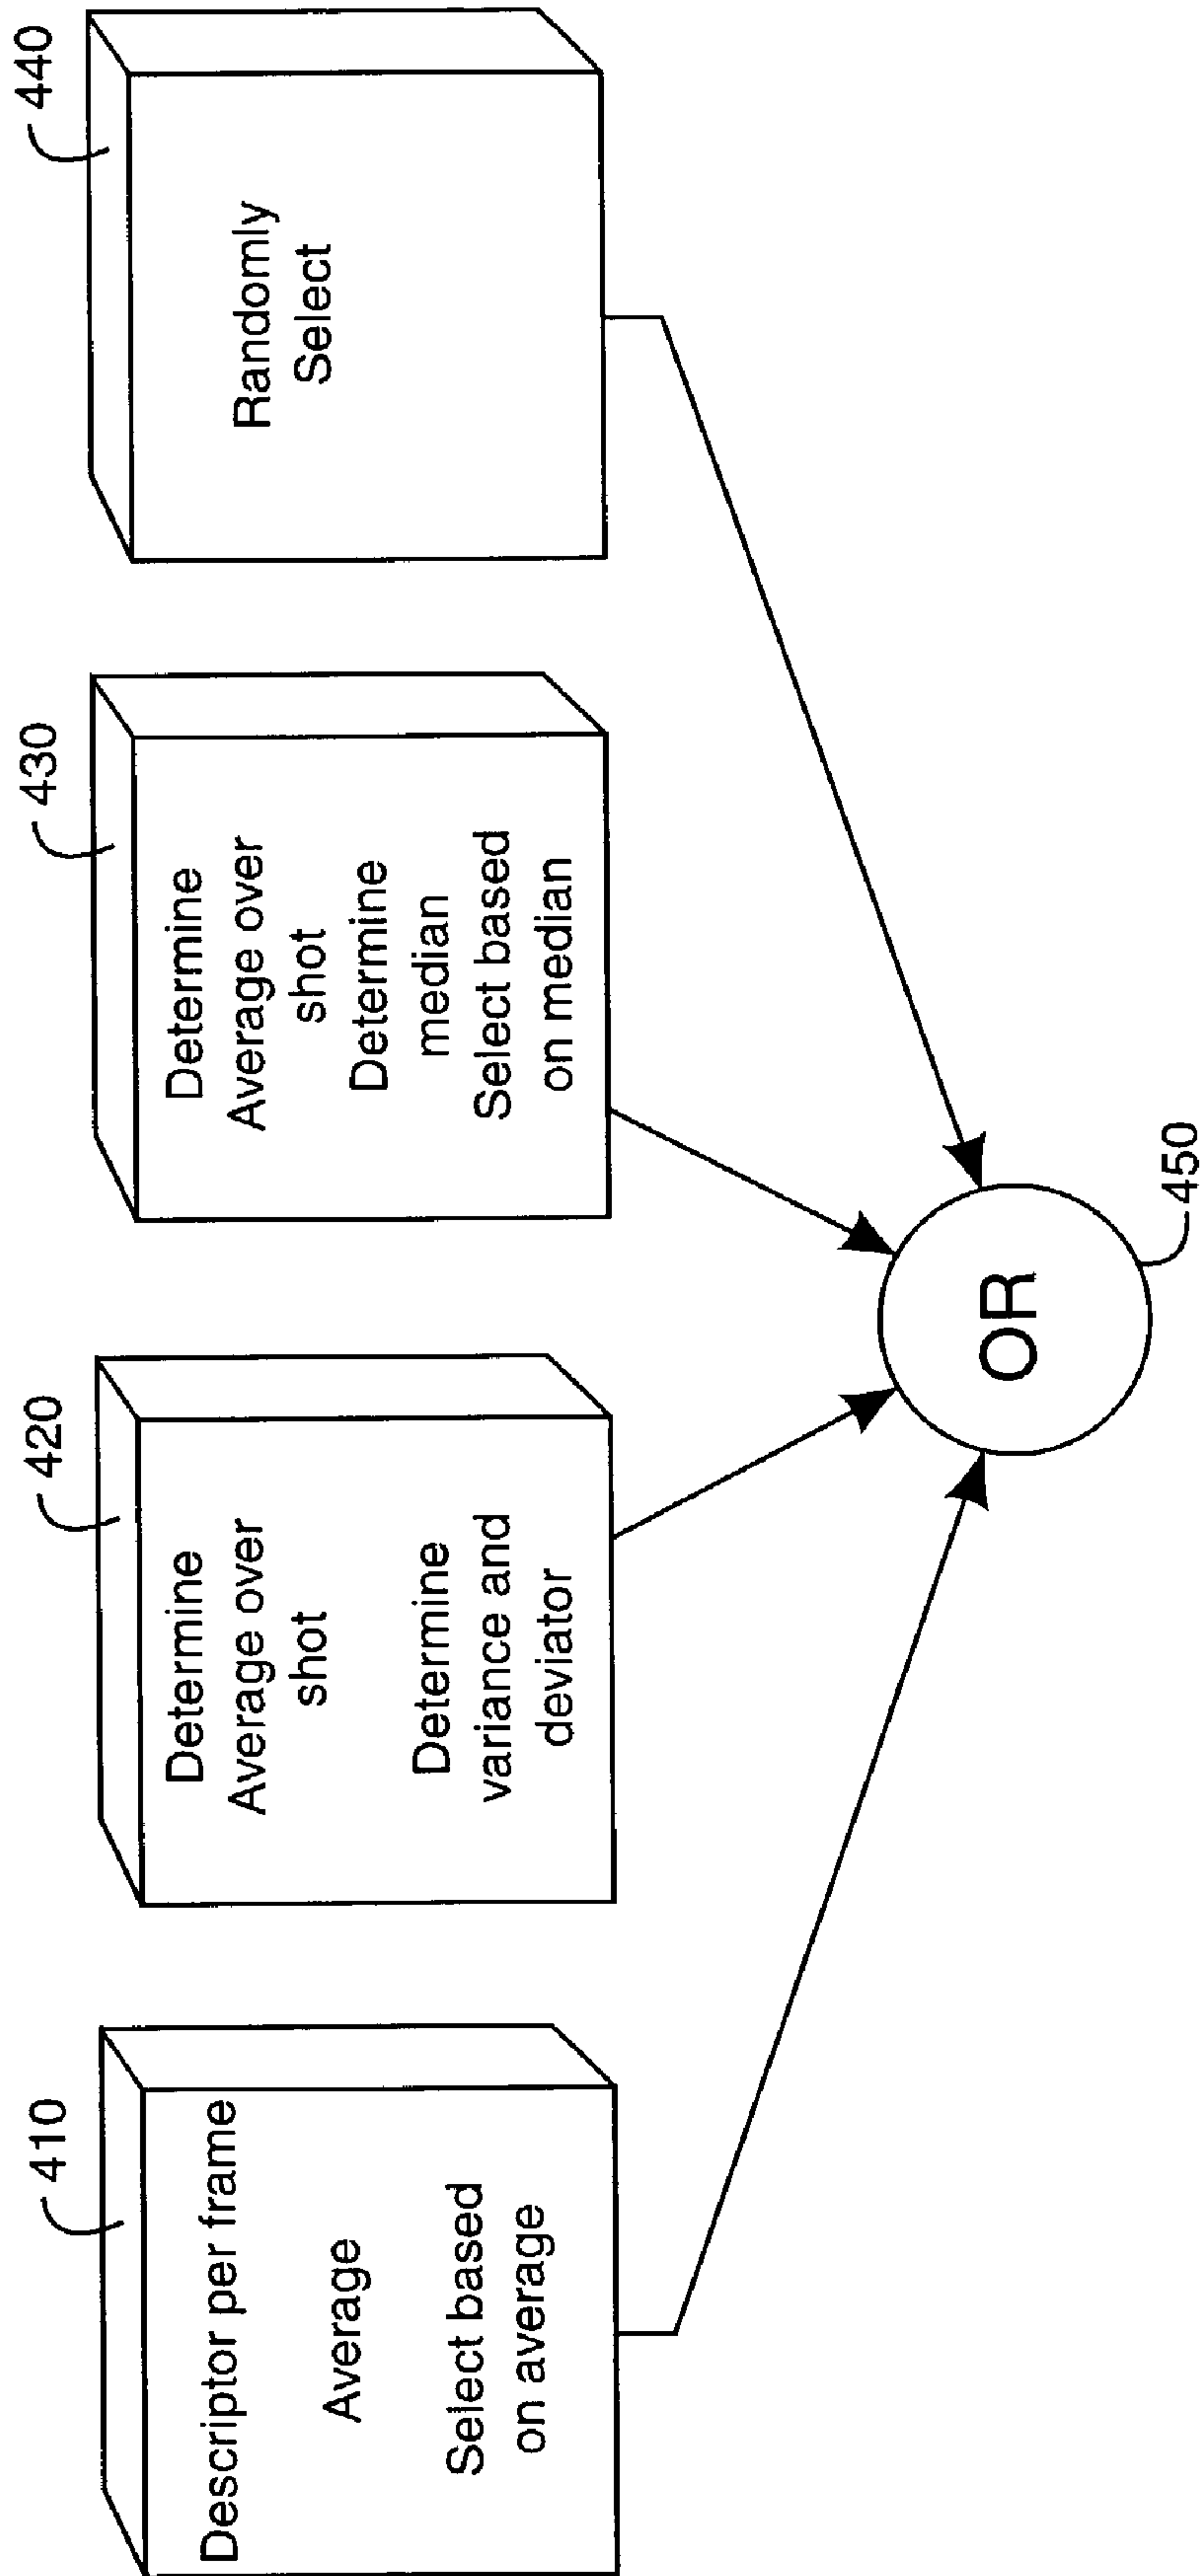 410
Descriptor per frame
Average
Select based
on average
420
Determine
Average over
shot
Determine
variance and
deviator
430
Determine
Average over
shot
Determine
median
Select based
on median
440
Randomly
Select
OR
450